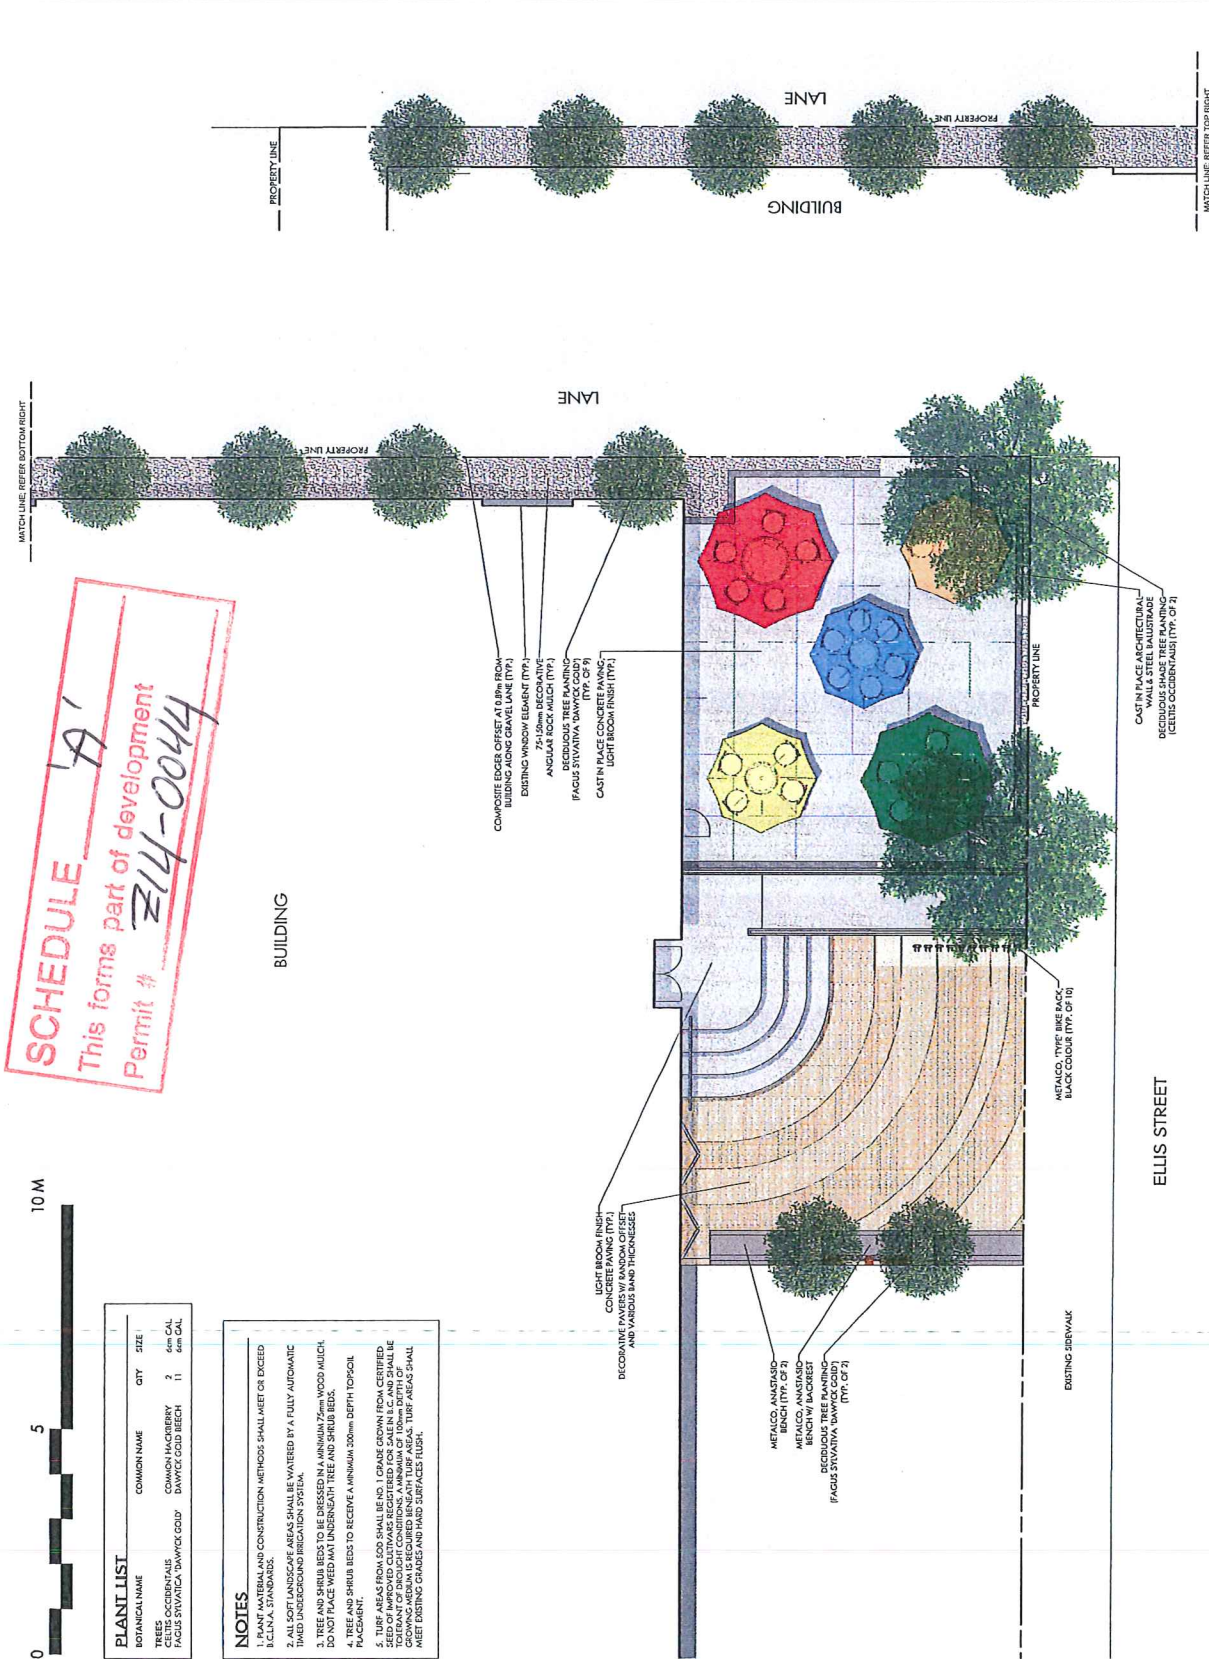 SCHEDULE 'A'
This forms part of development
Permit # Z14-0044
0
5
10 M
PLANT LIST
BOTANICAL NAME COMMON NAME QTY SIZE
TREES
CELTIS OCCIDENTALIS COMMON HACKBERRY 2 6cm CAL.
FAGUS SYLVATICA 'DAWYCK GOLD' DAWYCK GOLD BEECH 11 6cm CAL.
NOTES
1. PLANT MATERIAL AND CONSTRUCTION METHODS SHALL MEET OR EXCEED
B.C.L.N.A. STANDARDS.
2. ALL SOFT LANDSCAPE AREAS SHALL BE WATERED BY A FULLY AUTOMATIC
TIMED UNDERGROUND IRRIGATION SYSTEM.
3. TREE AND SHRUB BEDS TO BE DRESSED IN A MINIMUM 75mm WOOD MULCH.
DO NOT PLACE WEED MAT UNDERNEATH TREE AND SHRUB BEDS.
4. TREE AND SHRUB BEDS TO RECEIVE A MINIMUM 300mm DEPTH TOPSOIL
PLACEMENT.
5. TURF AREAS FROM SOD SHALL BE NO. 1 GRADE GROWN FROM CERTIFIED
SEED OF IMPROVED CULTIVARS REGISTERED FOR SALE IN B.C. AND SHALL BE
TOLERANT OF DROUGHT CONDITIONS. A MINIMUM OF 100mm DEPTH OF
GROWING MEDIUM IS REQUIRED BENEATH TURF AREAS. TURF AREAS SHALL
MEET EXISTING GRADES AND HARD SURFACES FLUSH.
BUILDING
MATCH LINE; REFER BOTTOM RIGHT
PROPERTY LINE
LANE
COMPOSITE EDGER OFFSET AT 0.89m FROM
BUILDING ALONG GRAVEL LANE (TYP.)
EXISTING WINDOW ELEMENT (TYP.)
75-150mm DECORATIVE
ANGULAR ROCK MULCH (TYP.)
DECIDUOUS TREE PLANTING
(FAGUS SYLVATIVA 'DAWYCK GOLD')
(TYP. OF 9)
CAST IN PLACE CONCRETE PAVING,
LIGHT BROOM FINISH (TYP.)
LIGHT BROOM FINISH
CONCRETE PAVING (TYP.)
DECORATIVE PAVERS W/ RANDOM OFFSET
AND VARIOUS BAND THICKNESSES
METALCO, ANASTASIO
BENCH (TYP. OF 2)
METALCO, ANASTASIO
BENCH W/ BACKREST
DECIDUOUS TREE PLANTING
(FAGUS SYLVATIVA 'DAWYCK GOLD')
(TYP. OF 2)
METALCO, 'TYPE' BIKE RACK,
BLACK COLOUR (TYP. OF 10)
PROPERTY LINE
CAST IN PLACE ARCHITECTURAL
WALL & STEEL BALUSTRADE
DECIDUOUS SHADE TREE PLANTING
(CELTIS OCCIDENTALIS) (TYP. OF 2)
EXISTING SIDEWALK
ELLIS STREET
PROPERTY LINE
LANE
PROPERTY LINE
BUILDING
MATCH LINE; REFER TOP RIGHT